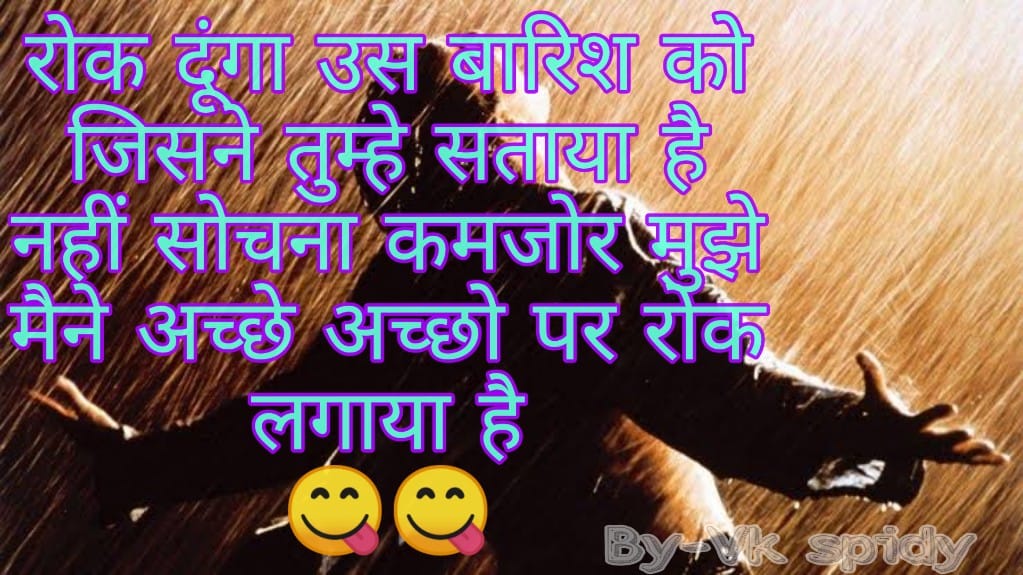 रोक दूंगा उस बारिश को
जिसने तुम्हे सताया है
नहीं सोचना कमजोर मुझे
मैने अच्छे अच्छो पर रोक
लगाया है
😋😋
By-Vk spidy